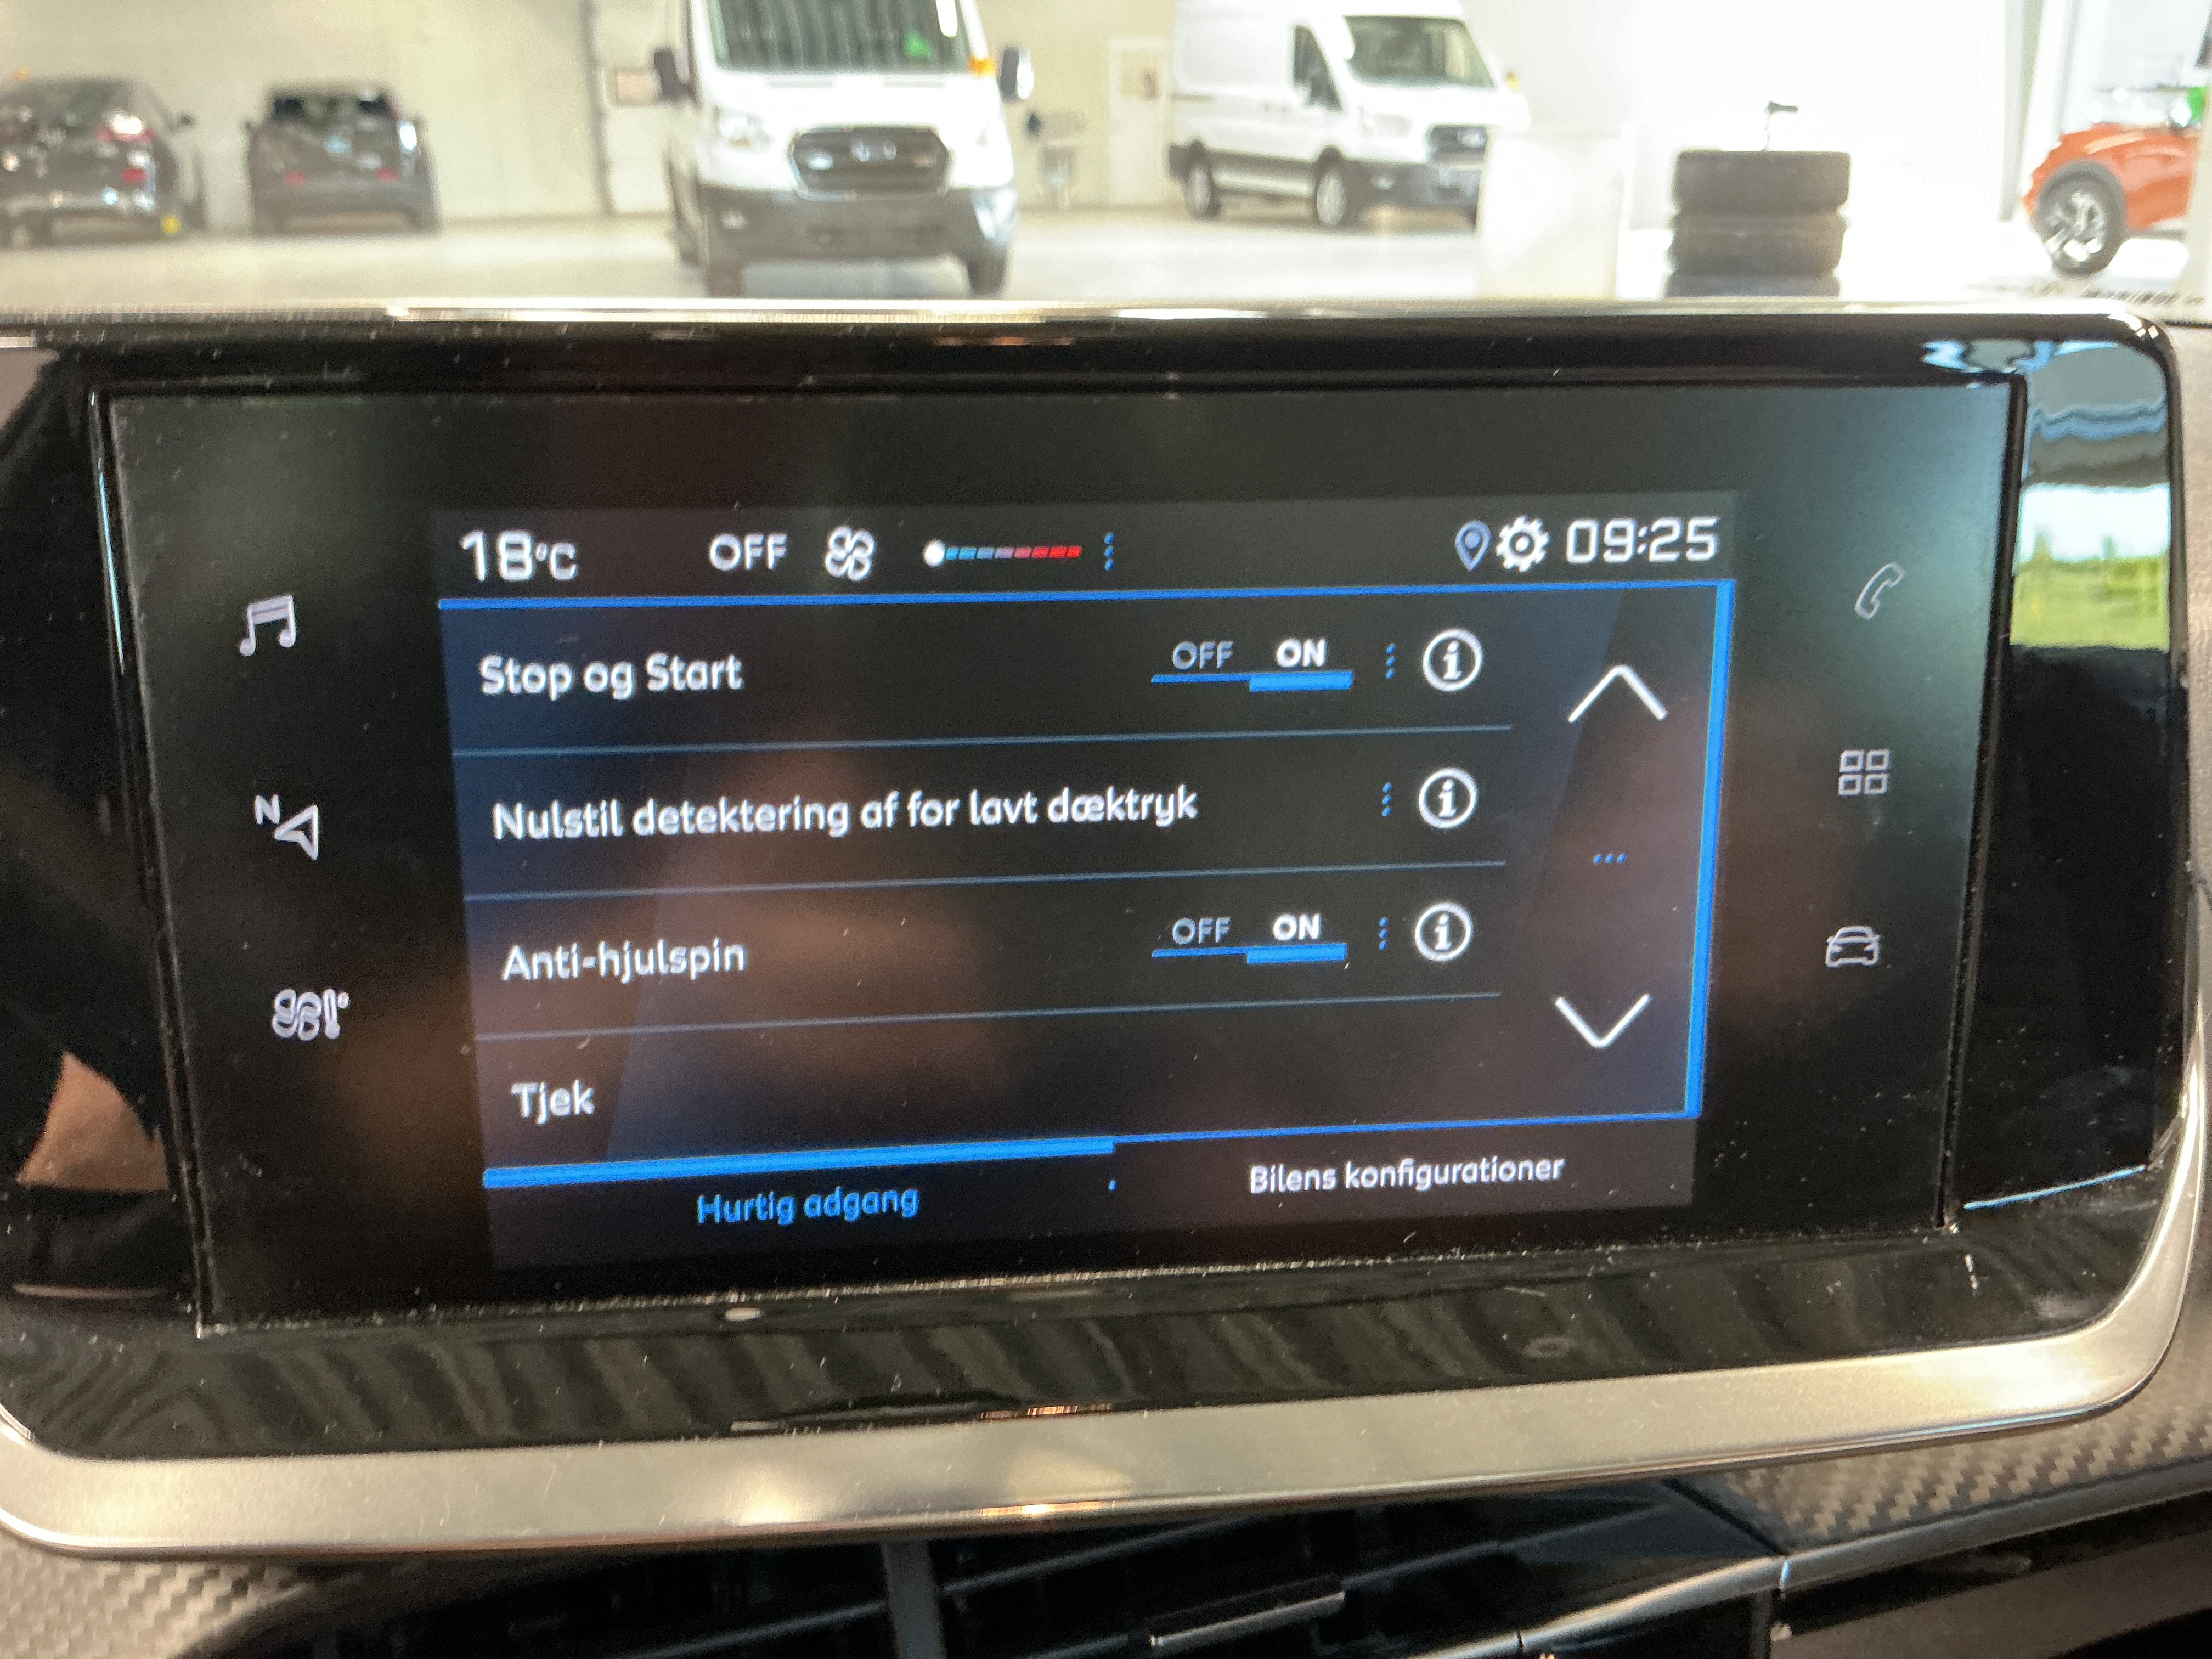 18°C OFF 09:25
Stop og Start OFF ON
Nulstil detektering af for lavt dæktryk
Anti-hjulspin OFF ON
Tjek
Hurtig adgang Bilens konfigurationer
N